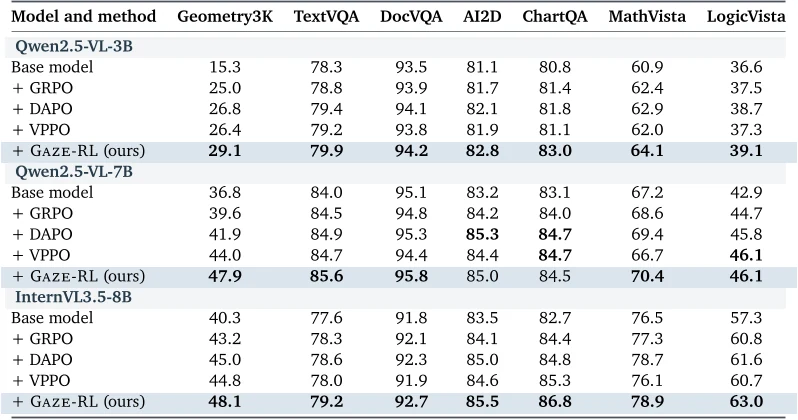 Model and method Geometry3K TextVQA DocVQA AI2D ChartQA MathVista LogicVista
Qwen2.5-VL-3B
Base model 15.3 78.3 93.5 81.1 80.8 60.9 36.6
+ GRPO 25.0 78.8 93.9 81.7 81.4 62.4 37.5
+ DAPO 26.8 79.4 94.1 82.1 81.8 62.9 38.7
+ VPPO 26.4 79.2 93.8 81.9 81.1 62.0 37.3
+ GAZE-RL (ours) 29.1 79.9 94.2 82.8 83.0 64.1 39.1
Qwen2.5-VL-7B
Base model 36.8 84.0 95.1 83.2 83.1 67.2 42.9
+ GRPO 39.6 84.5 94.8 84.2 84.0 68.6 44.7
+ DAPO 41.9 84.9 95.3 85.3 84.7 69.4 45.8
+ VPPO 44.0 84.7 94.4 84.4 84.7 66.7 46.1
+ GAZE-RL (ours) 47.9 85.6 95.8 85.0 84.5 70.4 46.1
InternVL3.5-8B
Base model 40.3 77.6 91.8 83.5 82.7 76.5 57.3
+ GRPO 43.2 78.3 92.1 84.1 84.4 77.3 60.8
+ DAPO 45.0 78.6 92.3 85.0 84.8 78.7 61.6
+ VPPO 44.8 78.0 91.9 84.6 85.3 76.1 60.7
+ GAZE-RL (ours) 48.1 79.2 92.7 85.5 86.8 78.9 63.0